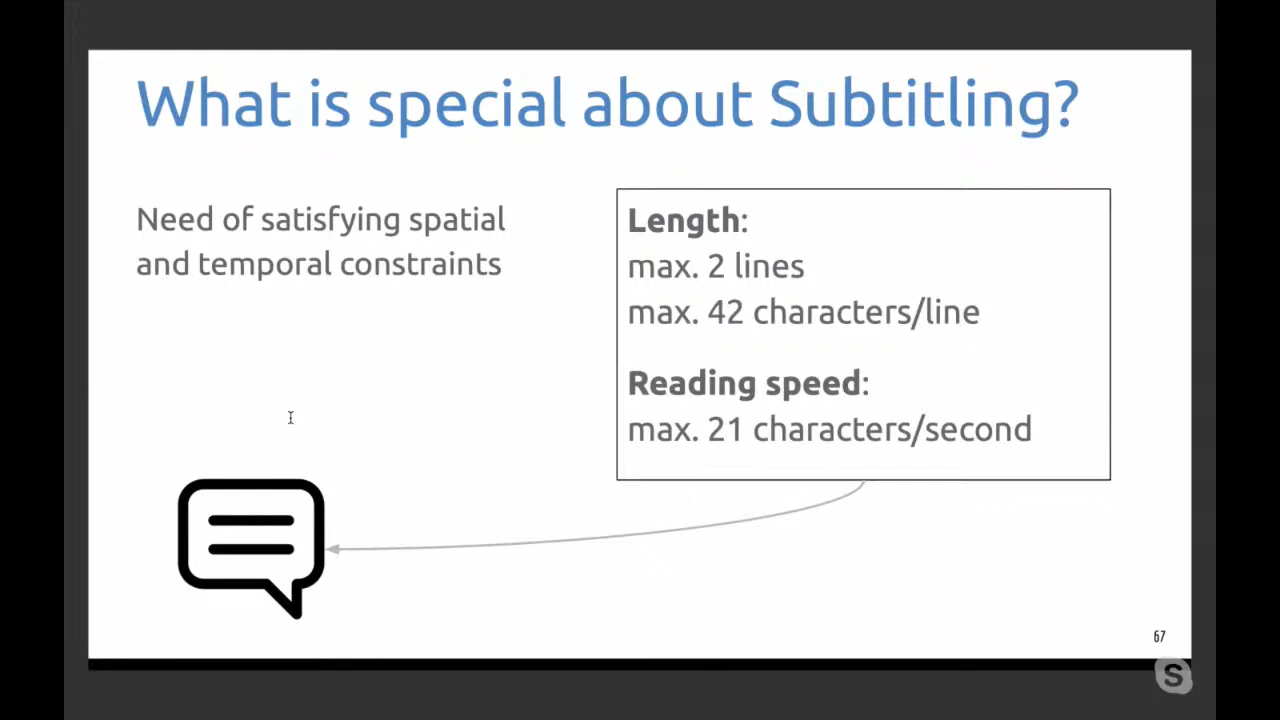 What is special about Subtitling?
Need of satisfying spatial
and temporal constraints
Length:
max. 2 lines
max. 42 characters/line
Reading speed:
max. 21 characters/second
67
S